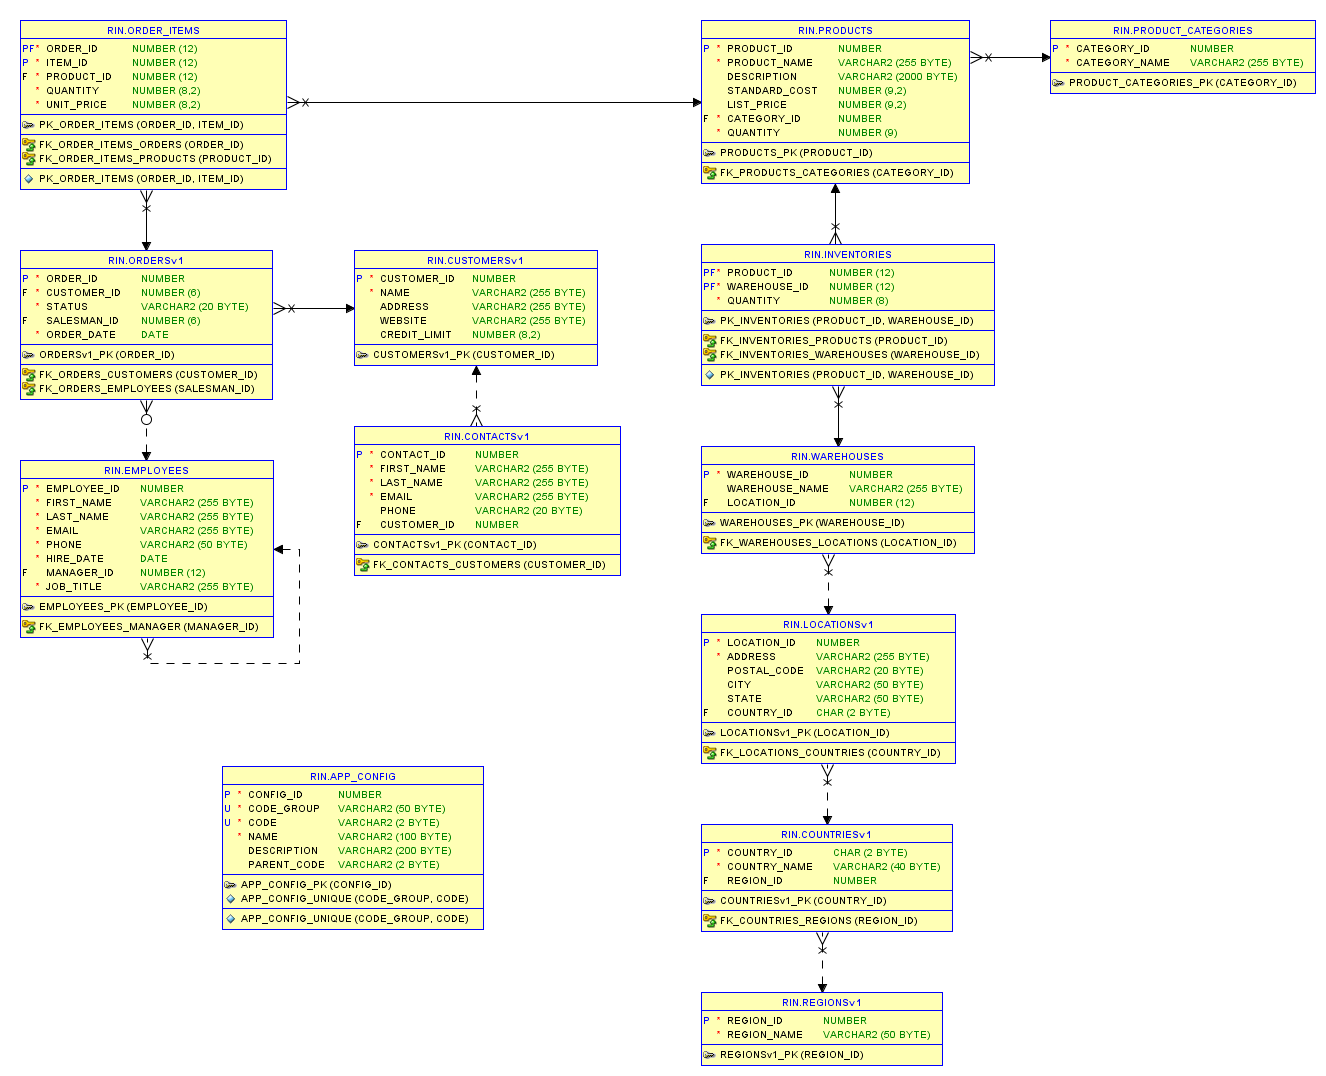 RIN.ORDER_ITEMS
PF* ORDER_ID NUMBER (12)
P * ITEM_ID NUMBER (12)
F * PRODUCT_ID NUMBER (12)
* QUANTITY NUMBER (8,2)
* UNIT_PRICE NUMBER (8,2)
PK_ORDER_ITEMS (ORDER_ID, ITEM_ID)
FK_ORDER_ITEMS_ORDERS (ORDER_ID)
FK_ORDER_ITEMS_PRODUCTS (PRODUCT_ID)
PK_ORDER_ITEMS (ORDER_ID, ITEM_ID)
RIN.PRODUCTS
P * PRODUCT_ID NUMBER
* PRODUCT_NAME VARCHAR2 (255 BYTE)
DESCRIPTION VARCHAR2 (2000 BYTE)
STANDARD_COST NUMBER (9,2)
LIST_PRICE NUMBER (9,2)
F * CATEGORY_ID NUMBER
* QUANTITY NUMBER (9)
PRODUCTS_PK (PRODUCT_ID)
FK_PRODUCTS_CATEGORIES (CATEGORY_ID)
RIN.PRODUCT_CATEGORIES
P * CATEGORY_ID NUMBER
* CATEGORY_NAME VARCHAR2 (255 BYTE)
PRODUCT_CATEGORIES_PK (CATEGORY_ID)
RIN.ORDERSv1
P * ORDER_ID NUMBER
F * CUSTOMER_ID NUMBER (6)
* STATUS VARCHAR2 (20 BYTE)
F SALESMAN_ID NUMBER (6)
* ORDER_DATE DATE
ORDERSv1_PK (ORDER_ID)
FK_ORDERS_CUSTOMERS (CUSTOMER_ID)
FK_ORDERS_EMPLOYEES (SALESMAN_ID)
RIN.CUSTOMERSv1
P * CUSTOMER_ID NUMBER
* NAME VARCHAR2 (255 BYTE)
ADDRESS VARCHAR2 (255 BYTE)
WEBSITE VARCHAR2 (255 BYTE)
CREDIT_LIMIT NUMBER (8,2)
CUSTOMERSv1_PK (CUSTOMER_ID)
RIN.INVENTORIES
PF* PRODUCT_ID NUMBER (12)
PF* WAREHOUSE_ID NUMBER (12)
* QUANTITY NUMBER (8)
PK_INVENTORIES (PRODUCT_ID, WAREHOUSE_ID)
FK_INVENTORIES_PRODUCTS (PRODUCT_ID)
FK_INVENTORIES_WAREHOUSES (WAREHOUSE_ID)
PK_INVENTORIES (PRODUCT_ID, WAREHOUSE_ID)
RIN.CONTACTSv1
P * CONTACT_ID NUMBER
* FIRST_NAME VARCHAR2 (255 BYTE)
* LAST_NAME VARCHAR2 (255 BYTE)
* EMAIL VARCHAR2 (255 BYTE)
PHONE VARCHAR2 (20 BYTE)
F CUSTOMER_ID NUMBER
CONTACTSv1_PK (CONTACT_ID)
FK_CONTACTS_CUSTOMERS (CUSTOMER_ID)
RIN.EMPLOYEES
P * EMPLOYEE_ID NUMBER
* FIRST_NAME VARCHAR2 (255 BYTE)
* LAST_NAME VARCHAR2 (255 BYTE)
* EMAIL VARCHAR2 (255 BYTE)
* PHONE VARCHAR2 (50 BYTE)
* HIRE_DATE DATE
F MANAGER_ID NUMBER (12)
* JOB_TITLE VARCHAR2 (255 BYTE)
EMPLOYEES_PK (EMPLOYEE_ID)
FK_EMPLOYEES_MANAGER (MANAGER_ID)
RIN.WAREHOUSES
P * WAREHOUSE_ID NUMBER
WAREHOUSE_NAME VARCHAR2 (255 BYTE)
F LOCATION_ID NUMBER (12)
WAREHOUSES_PK (WAREHOUSE_ID)
FK_WAREHOUSES_LOCATIONS (LOCATION_ID)
RIN.LOCATIONSv1
P * LOCATION_ID NUMBER
* ADDRESS VARCHAR2 (255 BYTE)
POSTAL_CODE VARCHAR2 (20 BYTE)
CITY VARCHAR2 (50 BYTE)
STATE VARCHAR2 (50 BYTE)
F COUNTRY_ID CHAR (2 BYTE)
LOCATIONSv1_PK (LOCATION_ID)
FK_LOCATIONS_COUNTRIES (COUNTRY_ID)
RIN.APP_CONFIG
P * CONFIG_ID NUMBER
U * CODE_GROUP VARCHAR2 (50 BYTE)
U * CODE VARCHAR2 (2 BYTE)
* NAME VARCHAR2 (100 BYTE)
DESCRIPTION VARCHAR2 (200 BYTE)
PARENT_CODE VARCHAR2 (2 BYTE)
APP_CONFIG_PK (CONFIG_ID)
APP_CONFIG_UNIQUE (CODE_GROUP, CODE)
APP_CONFIG_UNIQUE (CODE_GROUP, CODE)
RIN.COUNTRIESv1
P * COUNTRY_ID CHAR (2 BYTE)
* COUNTRY_NAME VARCHAR2 (40 BYTE)
F REGION_ID NUMBER
COUNTRIESv1_PK (COUNTRY_ID)
FK_COUNTRIES_REGIONS (REGION_ID)
RIN.REGIONSv1
P * REGION_ID NUMBER
* REGION_NAME VARCHAR2 (50 BYTE)
REGIONSv1_PK (REGION_ID)